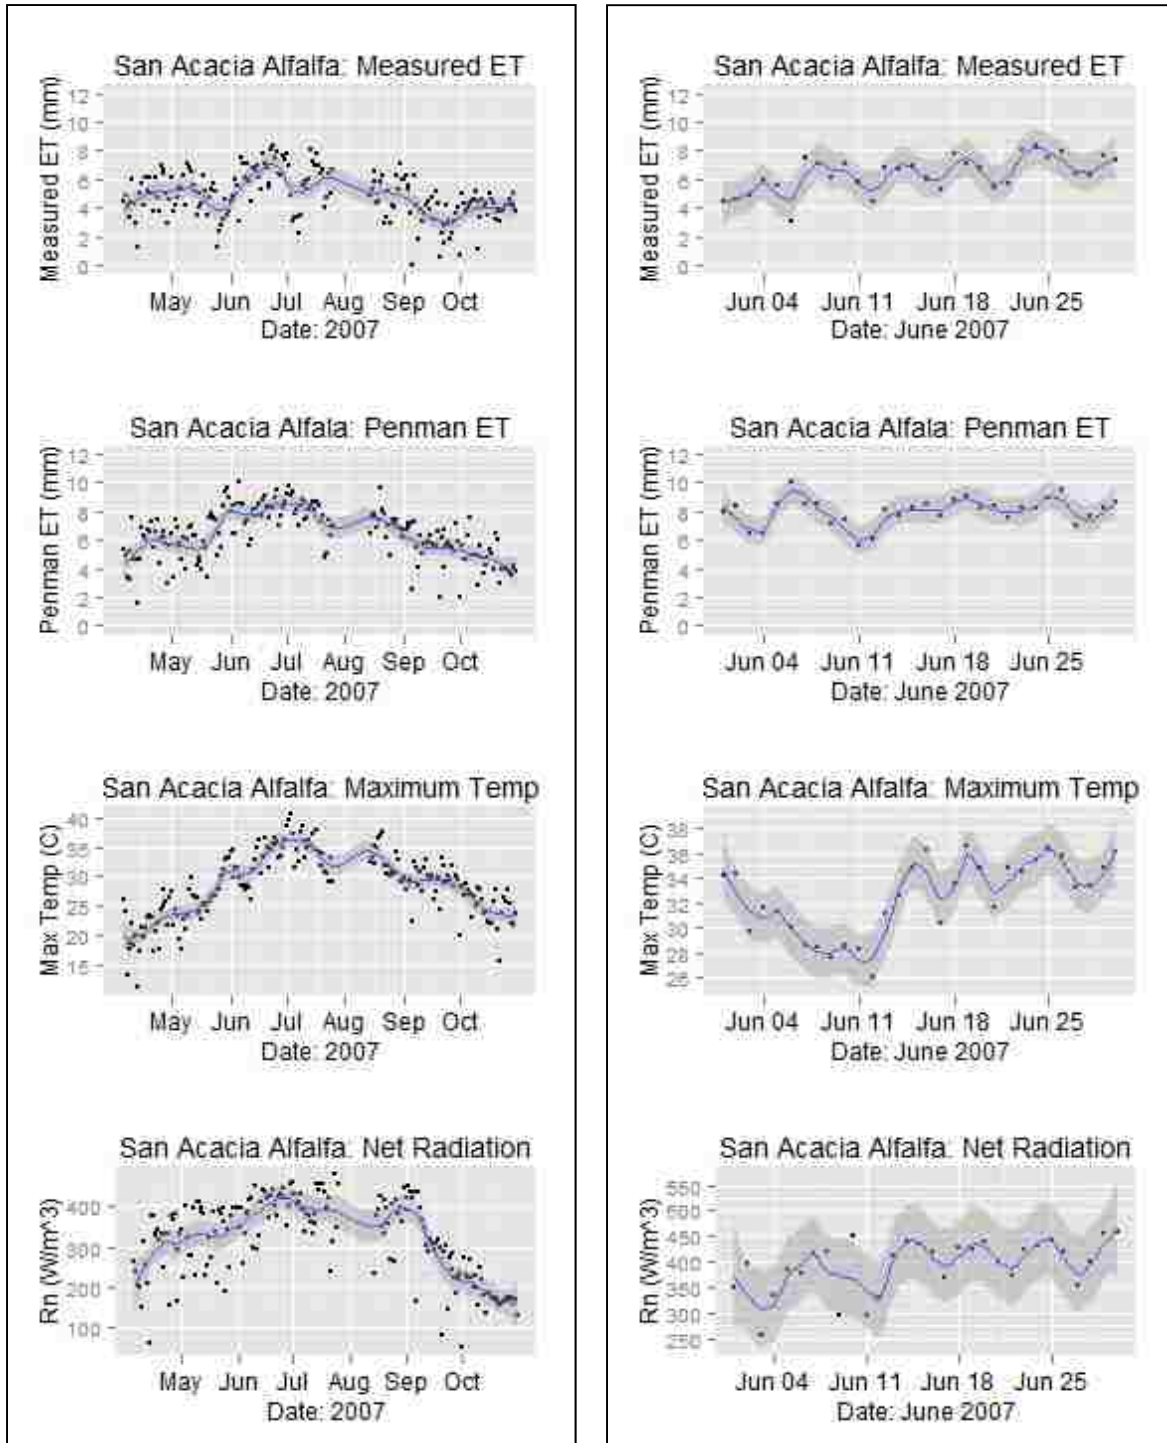 San Acacia Alfalfa: Measured ET
Measured ET (mm)
12
10
8
6
4
2
0
May Jun Jul Aug Sep Oct
Date: 2007
San Acacia Alfala: Penman ET
Penman ET (mm)
12
10
8
6
4
2
0
May Jun Jul Aug Sep Oct
Date: 2007
San Acacia Alfalfa: Maximum Temp
Max Temp (C)
40
35
30
25
20
15
May Jun Jul Aug Sep Oct
Date: 2007
San Acacia Alfalfa: Net Radiation
Rn (Wm^3)
400
300
200
100
May Jun Jul Aug Sep Oct
Date: 2007
San Acacia Alfalfa: Measured ET
Measured ET (mm)
12
10
8
6
4
2
0
Jun 04 Jun 11 Jun 18 Jun 25
Date: June 2007
San Acacia Alfala: Penman ET
Penman ET (mm)
12
10
8
6
4
2
0
Jun 04 Jun 11 Jun 18 Jun 25
Date: June 2007
San Acacia Alfalfa: Maximum Temp
Max Temp (C)
38
36
34
32
30
28
26
Jun 04 Jun 11 Jun 18 Jun 25
Date: June 2007
San Acacia Alfalfa: Net Radiation
Rn (Wm^3)
550
500
450
400
350
300
250
Jun 04 Jun 11 Jun 18 Jun 25
Date: June 2007